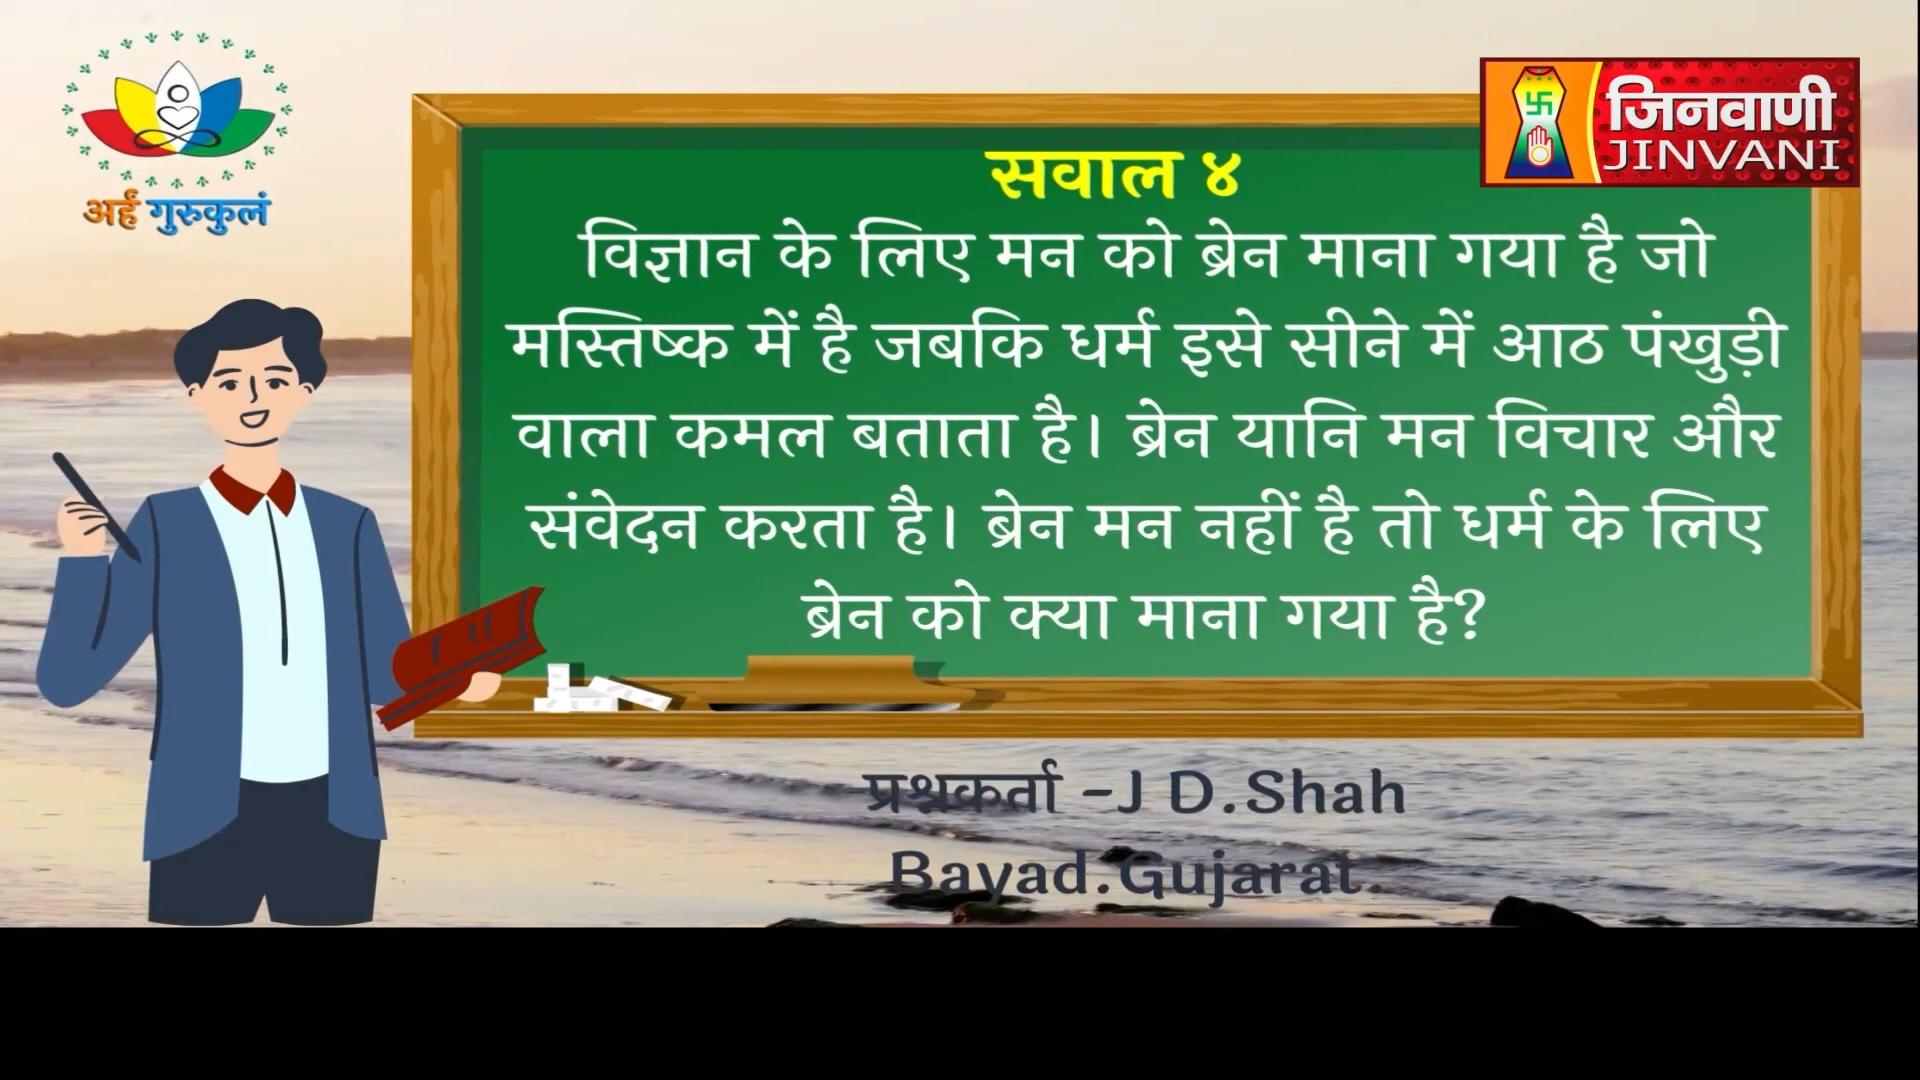 अर्हं गुरुकुलं
जिनवाणी
JINVANI
सवाल ४
विज्ञान के लिए मन को ब्रेन माना गया है जो
मस्तिष्क में है जबकि धर्म इसे सीने में आठ पंखुड़ी
वाला कमल बताता है। ब्रेन यानि मन विचार और
संवेदन करता है। ब्रेन मन नहीं है तो धर्म के लिए
ब्रेन को क्या माना गया है?
प्रश्नकर्ता -J D.Shah
Bayad.Gujarat.